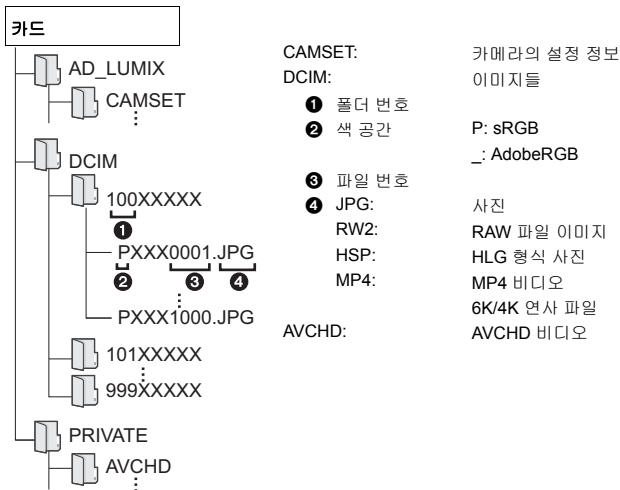 카드
AD_LUMIX
CAMSET
DCIM
100XXXXX
❶
PXXX0001.JPG
❷ ❸ ❹
PXXX1000.JPG
101XXXXX
999XXXXX
PRIVATE
AVCHD
CAMSET: 카메라의 설정 정보
DCIM: 이미지들
❶ 폴더 번호
❷ 색 공간 P: sRGB
_: AdobeRGB
❸ 파일 번호
❹ JPG: 사진
RW2: RAW 파일 이미지
HSP: HLG 형식 사진
MP4: MP4 비디오
6K/4K 연사 파일
AVCHD: AVCHD 비디오